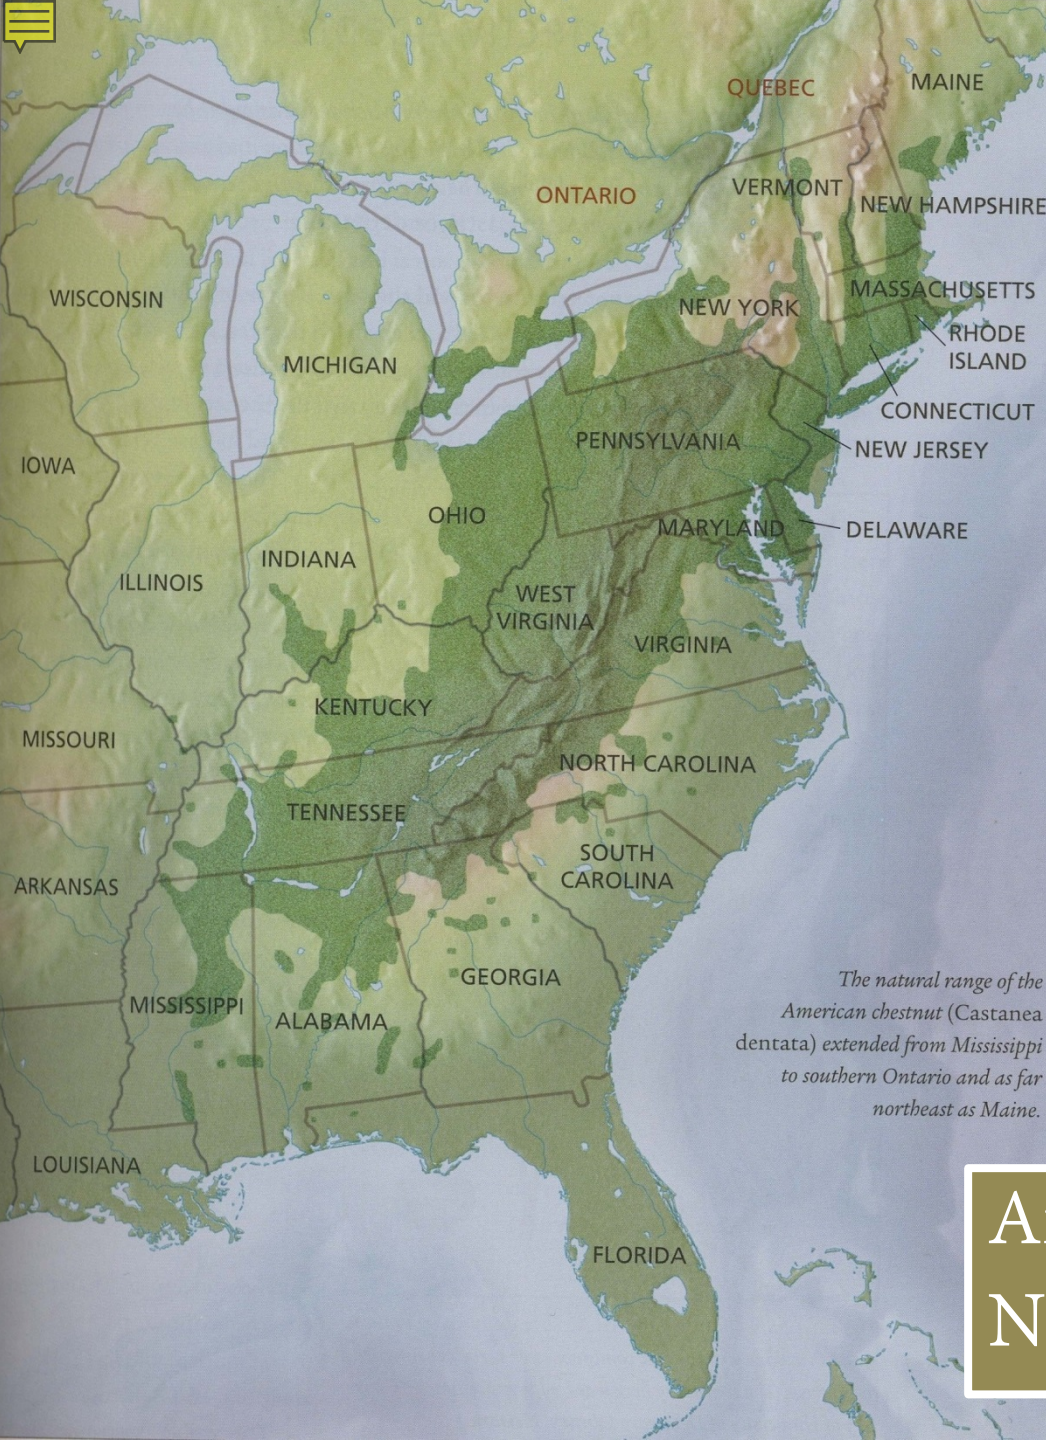 QUEBEC
MAINE
ONTARIO
VERMONT
NEW HAMPSHIRE
WISCONSIN
MASSACHUSETTS
NEW YORK
RHODE
ISLAND
MICHIGAN
CONNECTICUT
PENNSYLVANIA
NEW JERSEY
IOWA
OHIO
MARYLAND
DELAWARE
INDIANA
ILLINOIS
WEST
VIRGINIA
VIRGINIA
KENTUCKY
MISSOURI
NORTH CAROLINA
TENNESSEE
SOUTH
CAROLINA
ARKANSAS
GEORGIA
MISSISSIPPI
ALABAMA
The natural range of the
American chestnut (Castanea
dentata) extended from Mississippi
to southern Ontario and as far
northeast as Maine.
LOUISIANA
FLORIDA
A
N